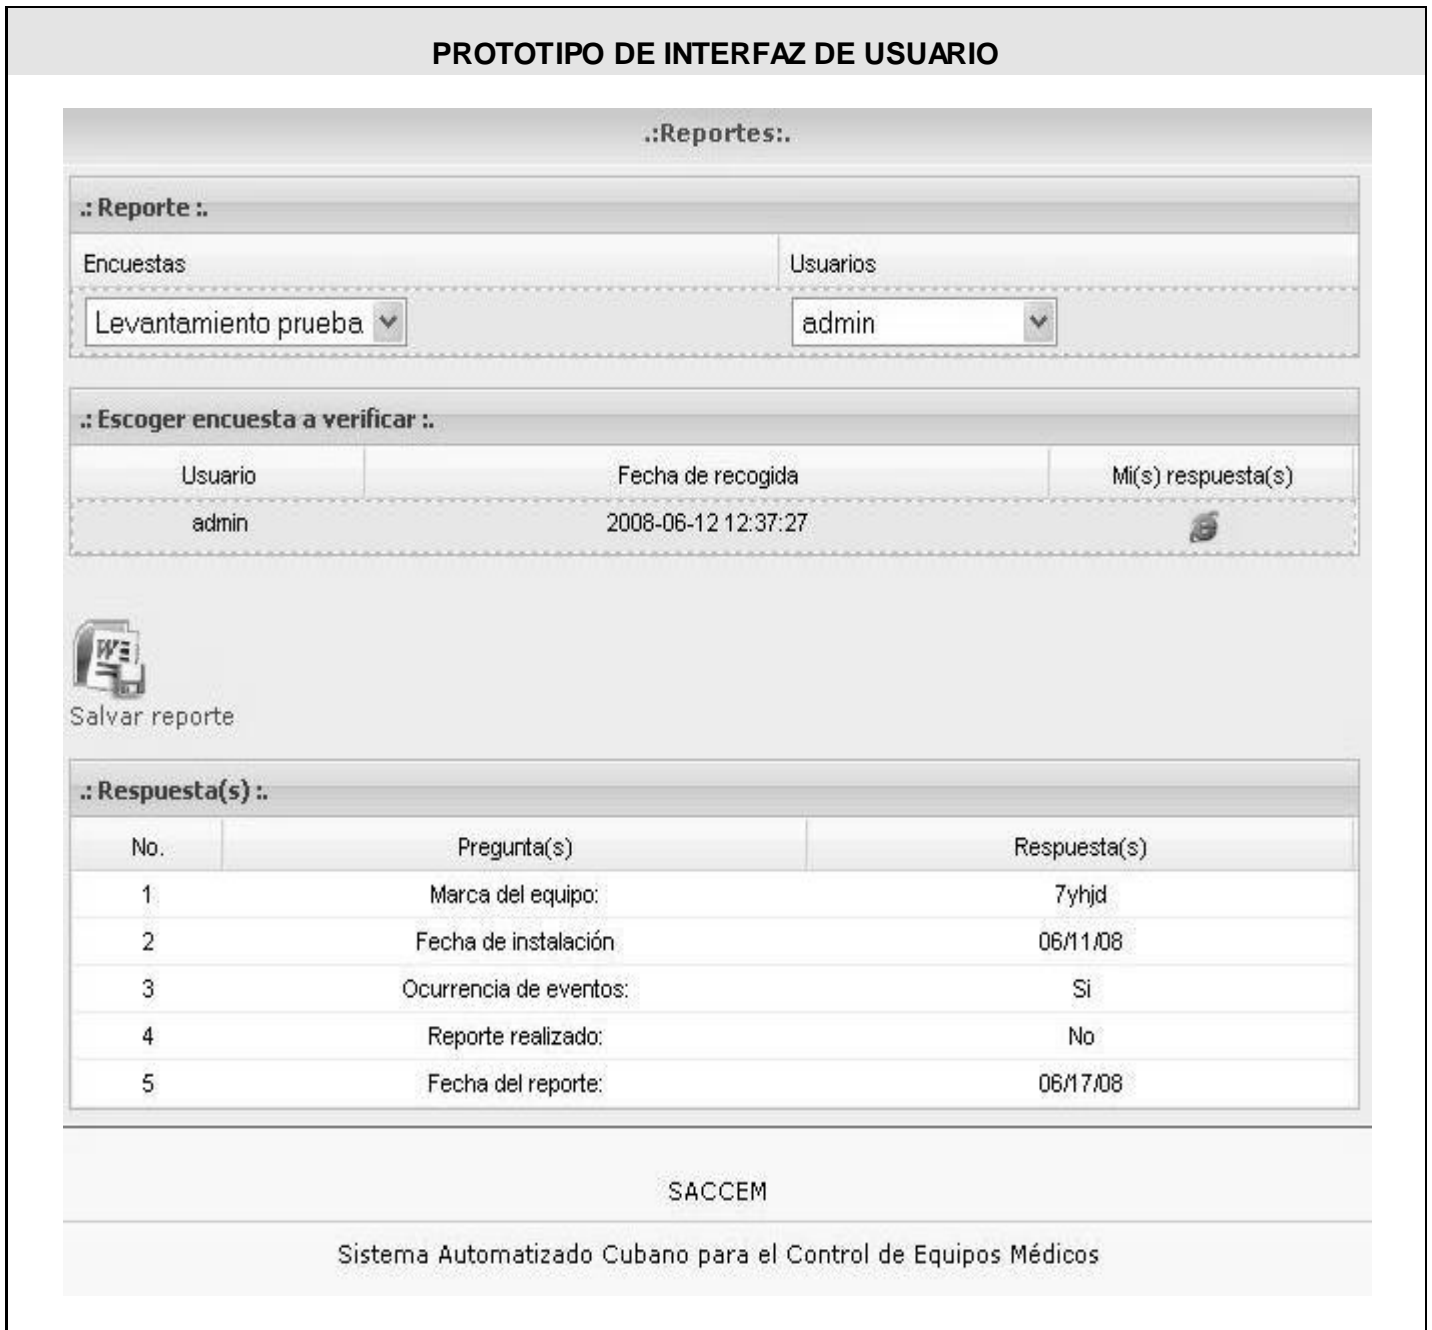 PROTOTIPO DE INTERFAZ DE USUARIO
.:Reportes:.
.: Reporte :.
Encuestas Usuarios
Levantamiento prueba admin
.: Escoger encuesta a verificar :.
Usuario Fecha de recogida Mi(s) respuesta(s)
admin 2008-06-12 12:37:27
W
Salvar reporte
.: Respuesta(s) :.
No. Pregunta(s) Respuesta(s)
1 Marca del equipo: 7yhjd
2 Fecha de instalación 06/11/08
3 Ocurrencia de eventos: Si
4 Reporte realizado: No
5 Fecha del reporte: 06/17/08
SACCEM
Sistema Automatizado Cubano para el Control de Equipos Médicos